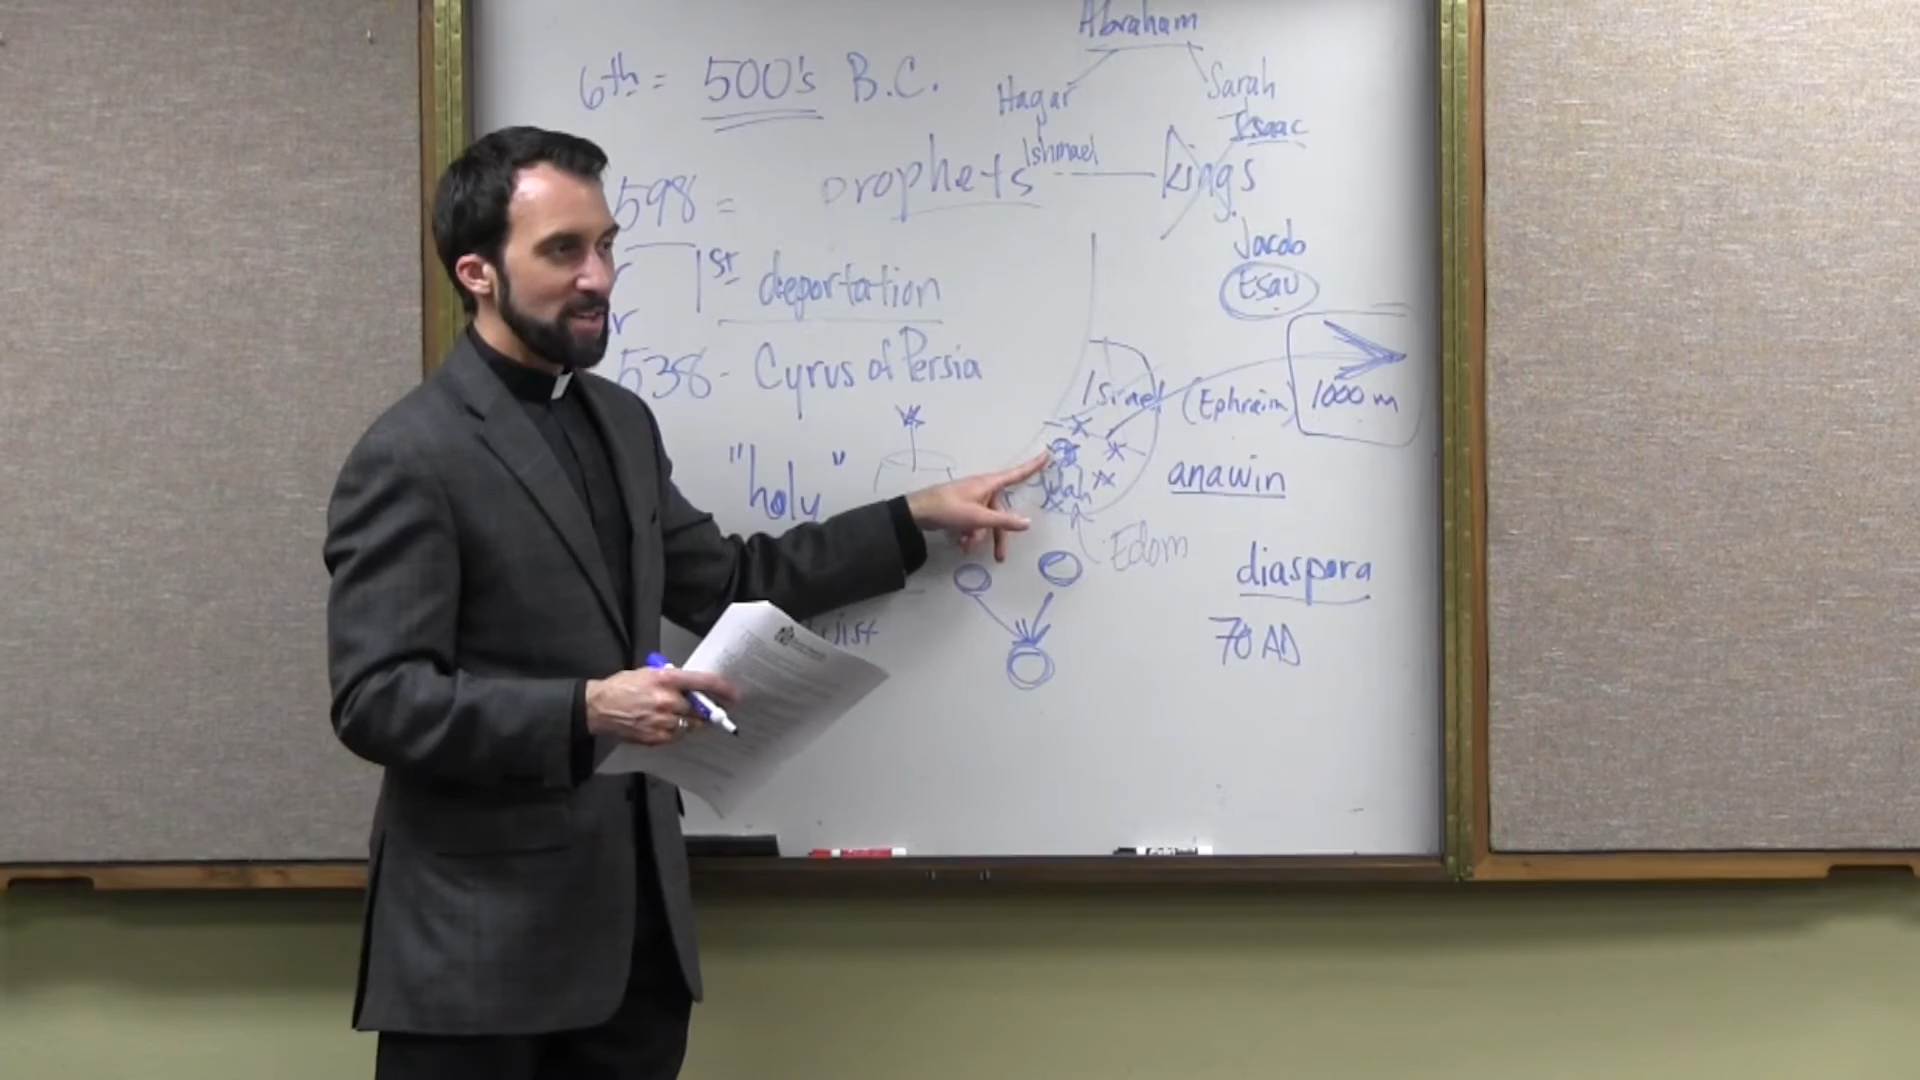 Abraham
6th = 500's B.C.
Hagar Sarah
Ishmael Isaac
598 = prophets kings
1st deportation
Jacob
Esau
538 - Cyrus of Persia
Israel (Ephraim) 1000 m
"holy"
anawin
Edom
diaspora
70 AD